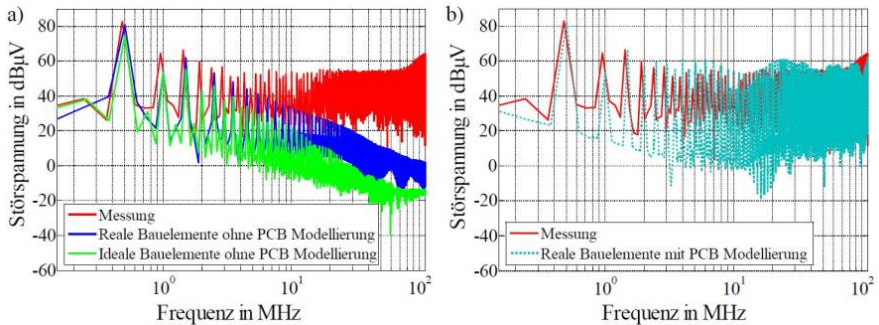 a)
Störspannung in dBµV
100
80
60
40
20
0
-20
-40
-60
Messung
Reale Bauelemente ohne PCB Modellierung
Ideale Bauelemente ohne PCB Modellierung
10⁰
10¹
10²
Frequenz in MHz
b)
Störspannung in dBµV
100
80
60
40
20
0
-20
-40
-60
Messung
Reale Bauelemente mit PCB Modellierung
10⁰
10¹
10²
Frequenz in MHz